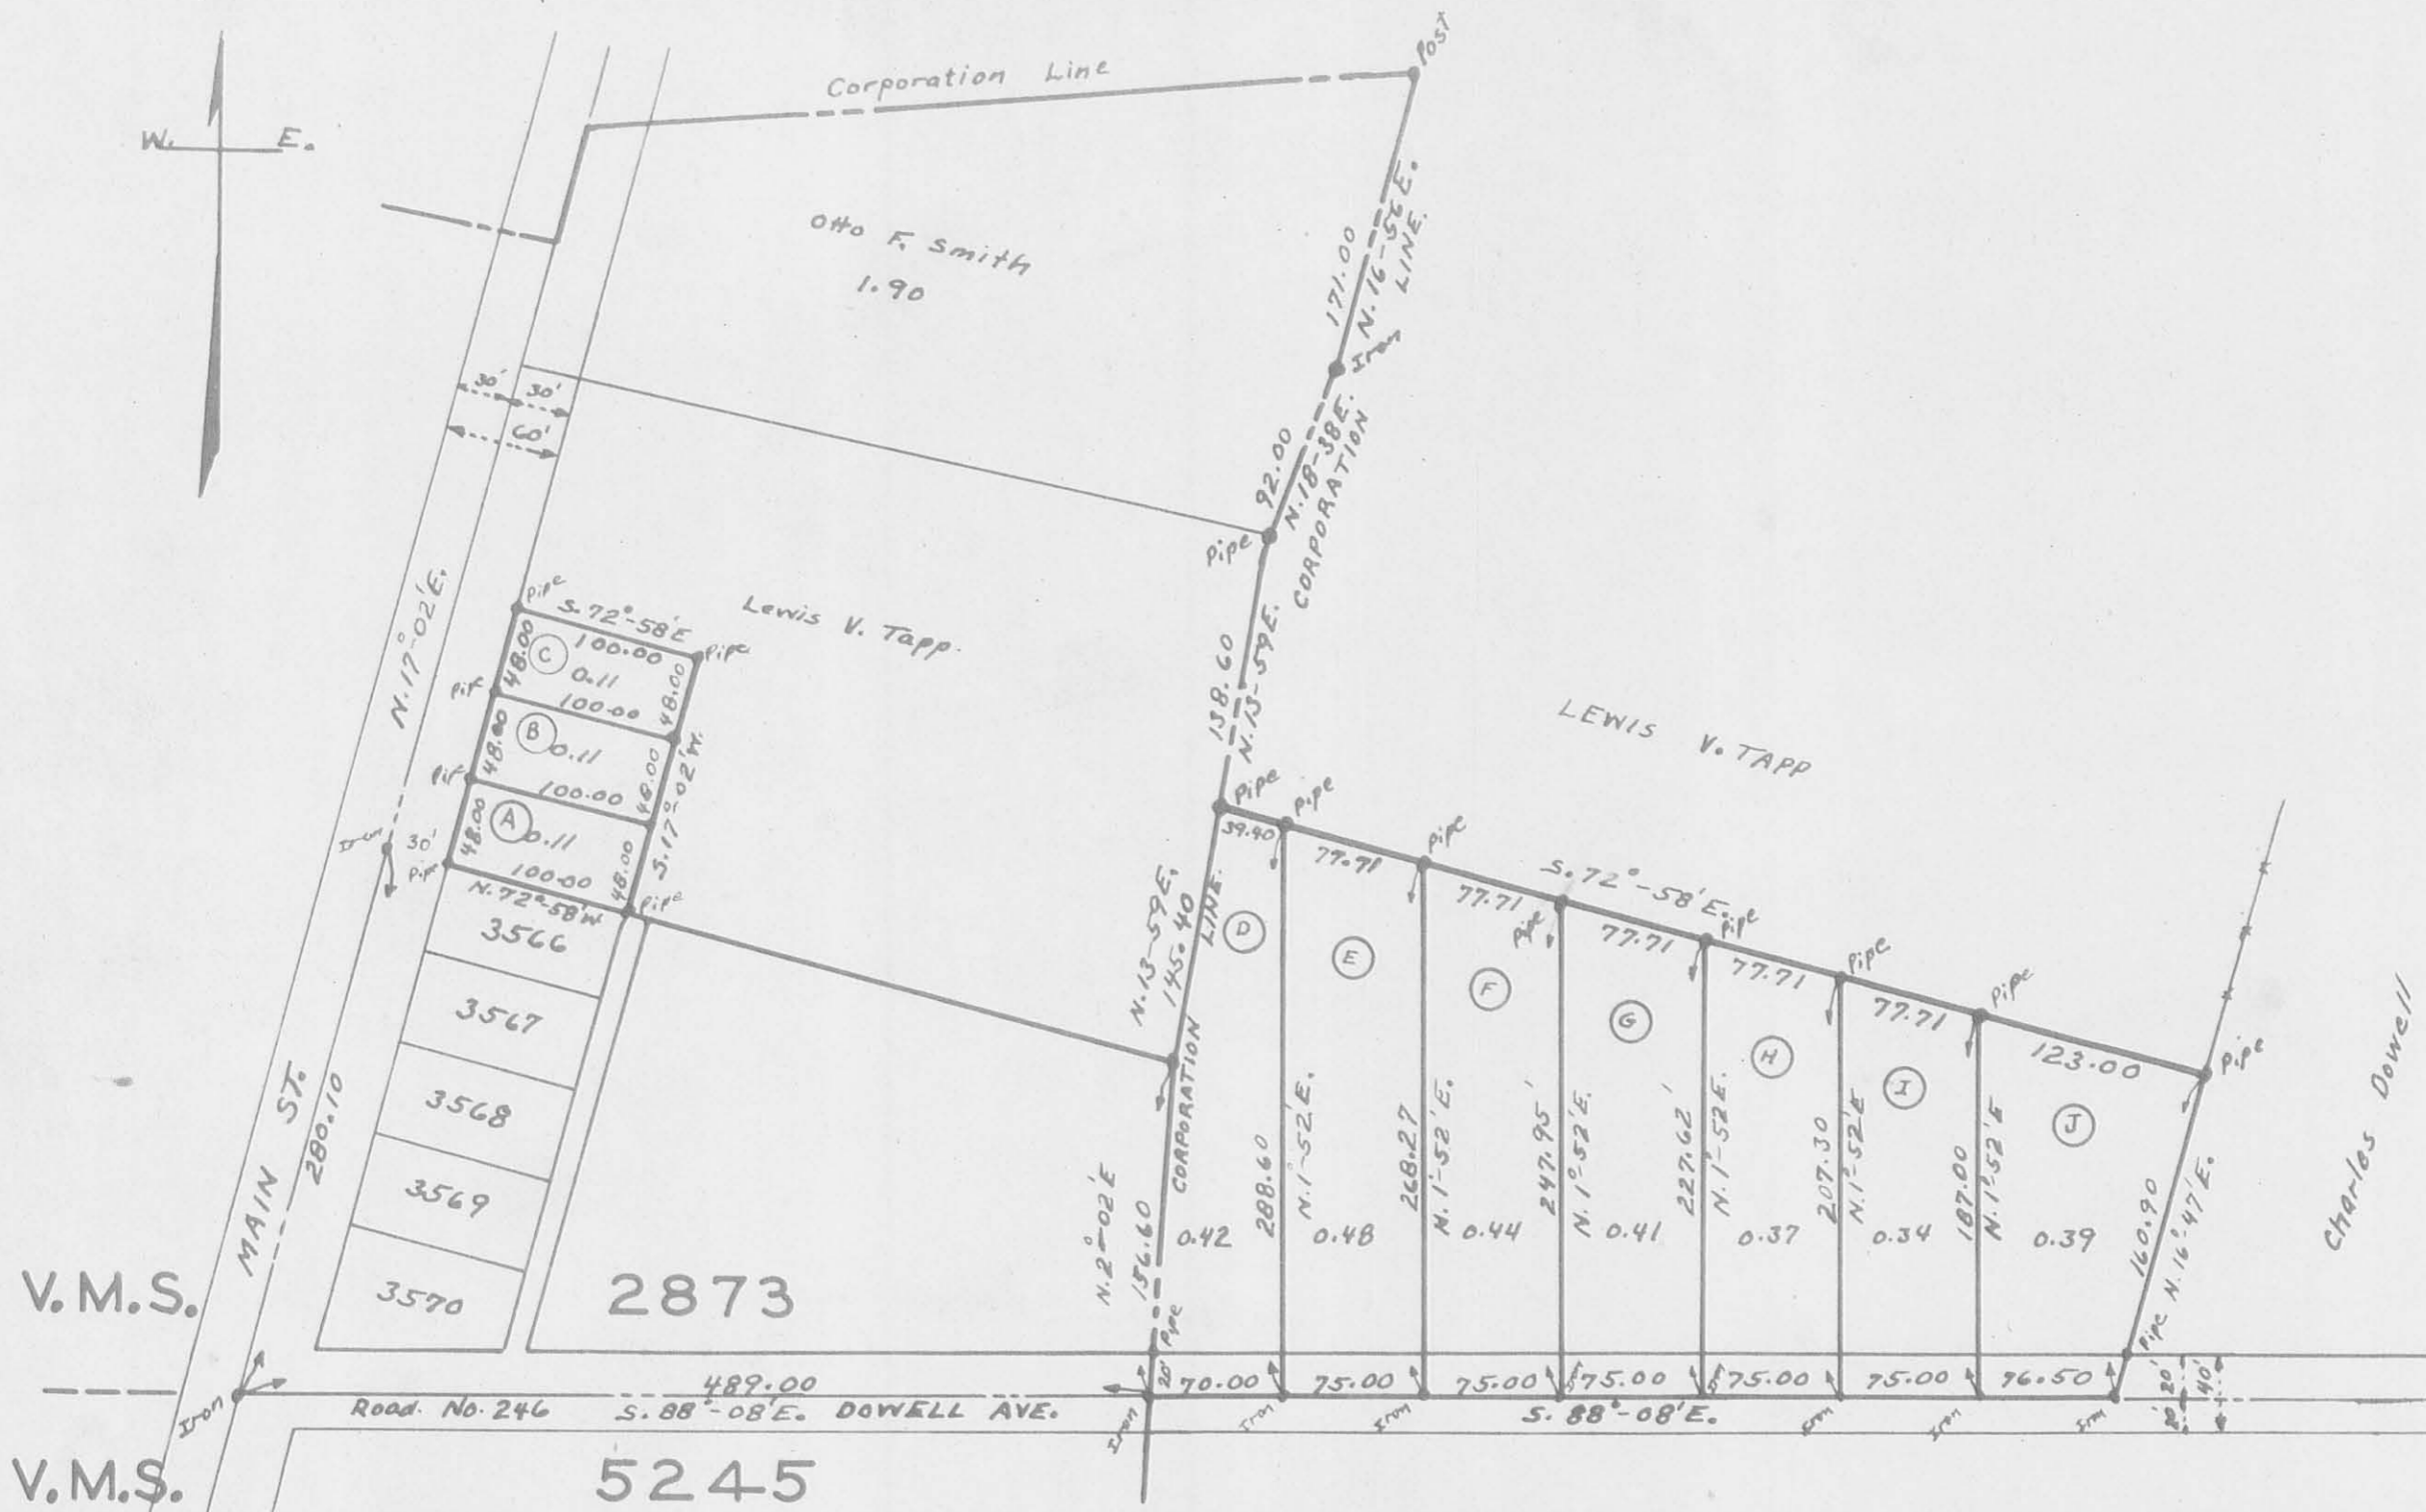 Corporation Line
Post
W. E.
Otto F. Smith
1.90
171.00
N. 16-56 E.
LINE.
Iron
30' 30'
60'
92.00
N. 18-38 E.
CORPORATION
Pipe
N. 17°-02' E.
Lewis V. Tapp.
138.60
N. 13-59 E.
LEWIS V. TAPP
Pipe
S. 72°-58' E
48.00
C
100.00
0.11
48.00
Pipe
Pipe
100.00
48.00
B
0.11
48.00
S. 17°-02' W.
Pipe
100.00
48.00
A
0.11
48.00
Iron
30'
Pipe
100.00
N. 72°-58' W
Pipe
3566
3567
3568
3569
3570
MAIN ST.
280.10
Pipe
39.40
Pipe
77.71
Pipe
77.71
S. 72°-58' E.
Pipe
77.71
Pipe
77.71
Pipe
77.71
Pipe
123.00
Pipe
N. 13-59 E.
145.40
CORPORATION LINE.
N. 2°-02' E
156.60
Pipe
D
E
F
G
H
I
J
288.60
N. 1°-52' E.
268.27
N. 1°-52' E.
247.95'
N. 1°-52' E.
227.62'
N. 1°-52 E.
207.30
N. 1°-52' E
187.00
N. 1°-52' E
160.90
N. 16°-47' E.
Pipe
Charles Dowell
0.42
0.48
0.44
0.41
0.37
0.34
0.39
V. M. S. 2873
Iron
489.00
Road. No. 246 S. 88°-08' E. DOWELL AVE.
20'
70.00 75.00 75.00 75.00 75.00 75.00 76.50
S. 88°-08' E.
Iron Iron Iron Iron Iron Iron
20' 20' 40'
V. M. S. 5245